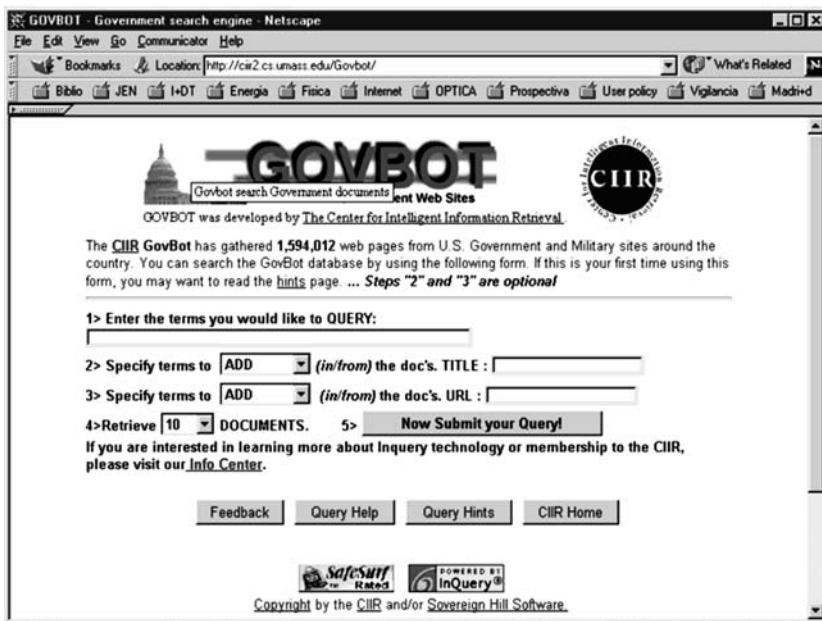 GOVBOT - Government search engine - Netscape
File Edit View Go Communicator Help
Bookmarks Location: http://ciir2.cs.umass.edu/Govbot/ What's Related N
Biblio JEN I+DT Energia Fisica Internet OPTICA Prospectiva User policy Vigilancia Madri+d
GOVBOT
Govbot search Government documents
ent Web Sites
Center for Intelligent Information Retrieval
CIIR
GOVBOT was developed by The Center for Intelligent Information Retrieval.
The CIIR GovBot has gathered 1,594,012 web pages from U.S. Government and Military sites around the
country. You can search the GovBot database by using the following form. If this is your first time using this
form, you may want to read the hints page. ... Steps "2" and "3" are optional
1> Enter the terms you would like to QUERY:
2> Specify terms to ADD (in/from) the doc's. TITLE :
3> Specify terms to ADD (in/from) the doc's. URL :
4>Retrieve 10 DOCUMENTS. 5> Now Submit your Query!
If you are interested in learning more about Inquery technology or membership to the CIIR,
please visit our Info Center.
Feedback Query Help Query Hints CIIR Home
SafeSurf
Rated
POWERED BY
InQuery®
Copyright by the CIIR and/or Sovereign Hill Software.